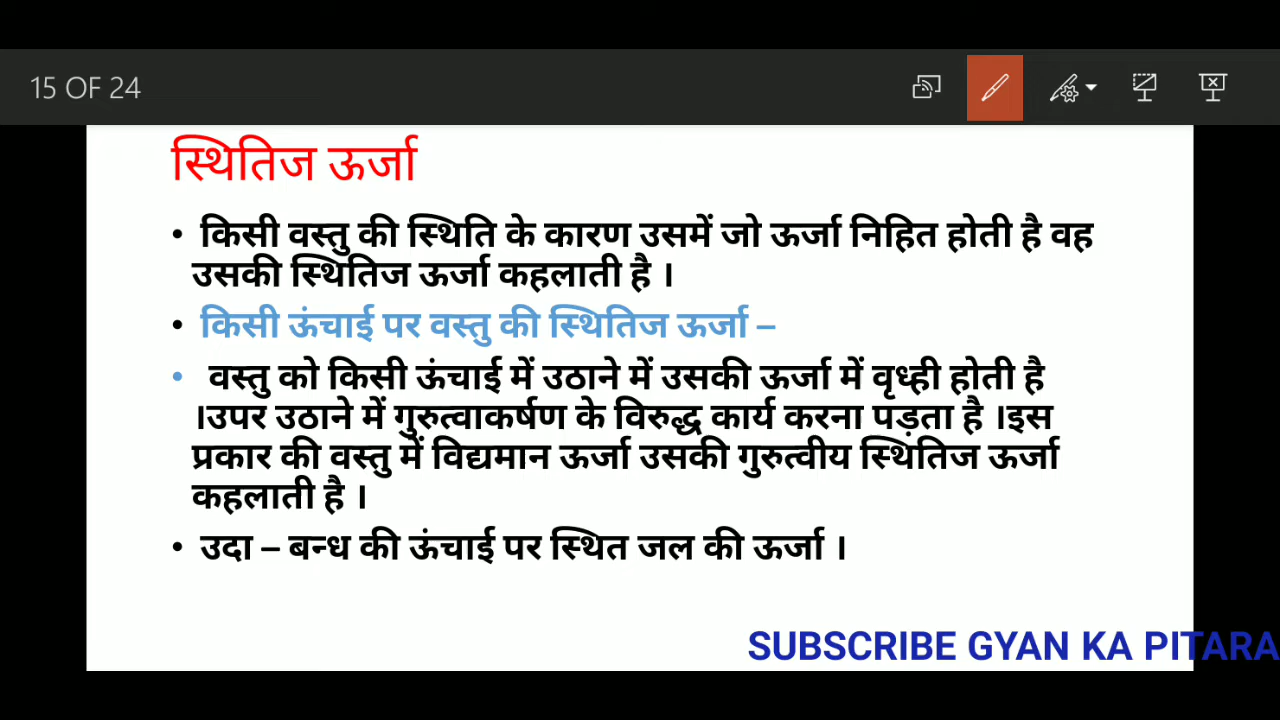 15 OF 24
स्थितिज ऊर्जा
• किसी वस्तु की स्थिति के कारण उसमें जो ऊर्जा निहित होती है वह
उसकी स्थितिज ऊर्जा कहलाती है ।
• किसी ऊंचाई पर वस्तु की स्थितिज ऊर्जा –
• वस्तु को किसी ऊंचाई में उठाने में उसकी ऊर्जा में वृध्ही होती है
।उपर उठाने में गुरुत्वाकर्षण के विरुद्ध कार्य करना पड़ता है ।इस
प्रकार की वस्तु में विद्यमान ऊर्जा उसकी गुरुत्वीय स्थितिज ऊर्जा
कहलाती है ।
• उदा – बन्ध की ऊंचाई पर स्थित जल की ऊर्जा ।
SUBSCRIBE GYAN KA PITARA